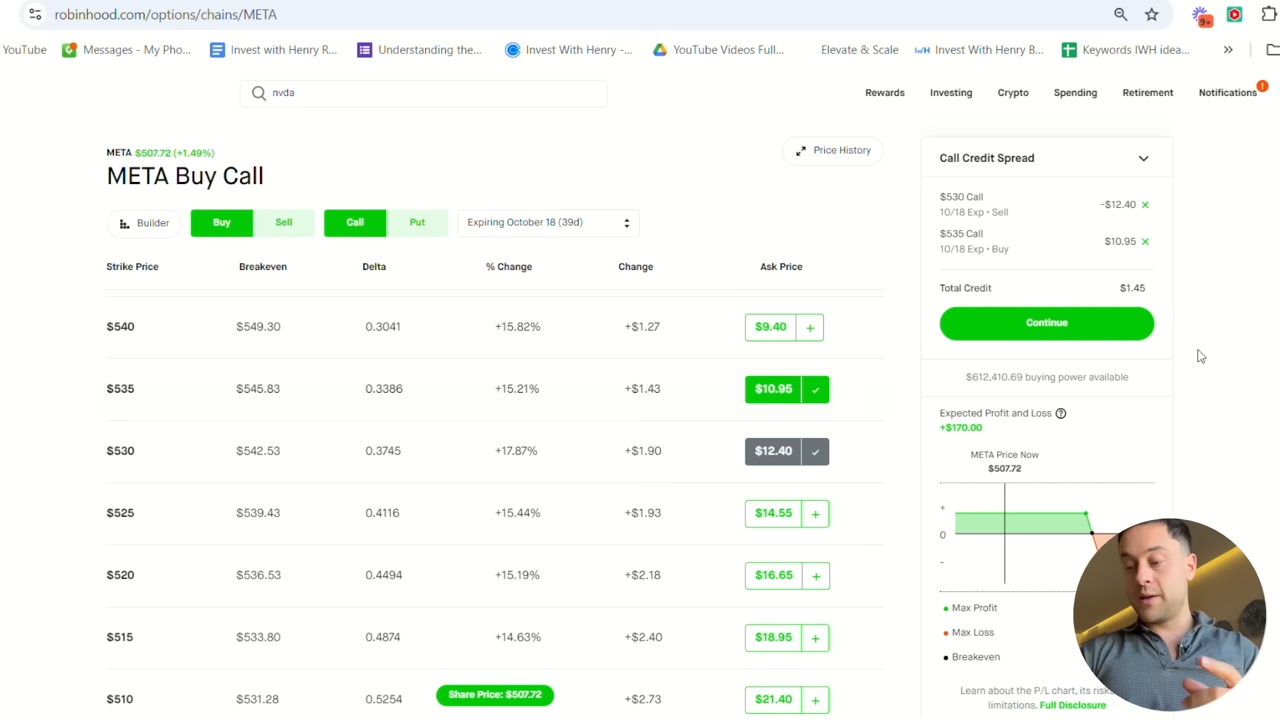 robinhood.com/options/chains/META
9+
YouTube
Messages - My Pho...
Invest with Henry R...
Understanding the...
Invest With Henry -...
YouTube Videos Full...
Elevate & Scale
IWH Invest With Henry B...
Keywords IWH idea...
nvda
Rewards
Investing
Crypto
Spending
Retirement
Notifications
META $507.72 (+1.49%)
META Buy Call
Price History
Builder
Buy Sell
Call Put
Expiring October 18 (39d)
Strike Price Breakeven Delta % Change Change Ask Price
$540 $549.30 0.3041 +15.82% +$1.27 $9.40 +
$535 $545.83 0.3386 +15.21% +$1.43 $10.95
$530 $542.53 0.3745 +17.87% +$1.90 $12.40
$525 $539.43 0.4116 +15.44% +$1.93 $14.55 +
$520 $536.53 0.4494 +15.19% +$2.18 $16.65 +
$515 $533.80 0.4874 +14.63% +$2.40 $18.95 +
$510 $531.28 0.5254 +$2.73 $21.40 +
Share Price: $507.72
Call Credit Spread
$530 Call
10/18 Exp • Sell
-$12.40 ×
$535 Call
10/18 Exp • Buy
$10.95 ×
Total Credit $1.45
Continue
$612,410.69 buying power available
Expected Profit and Loss
+$170.00
META Price Now
$507.72
+
0
-
Max Profit
Max Loss
Breakeven
Learn about the P/L chart, its risks
limitations. Full Disclosure